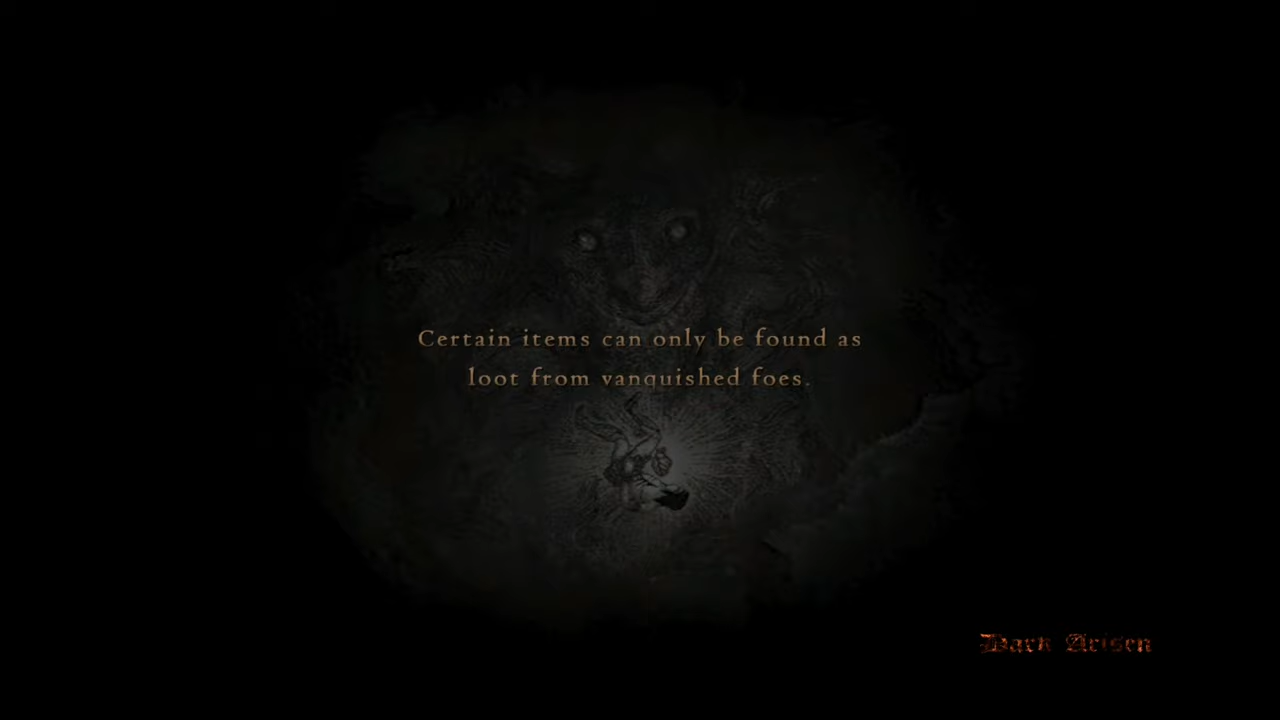 Certain items can only be found as
loot from vanquished foes.
Dark Arisen